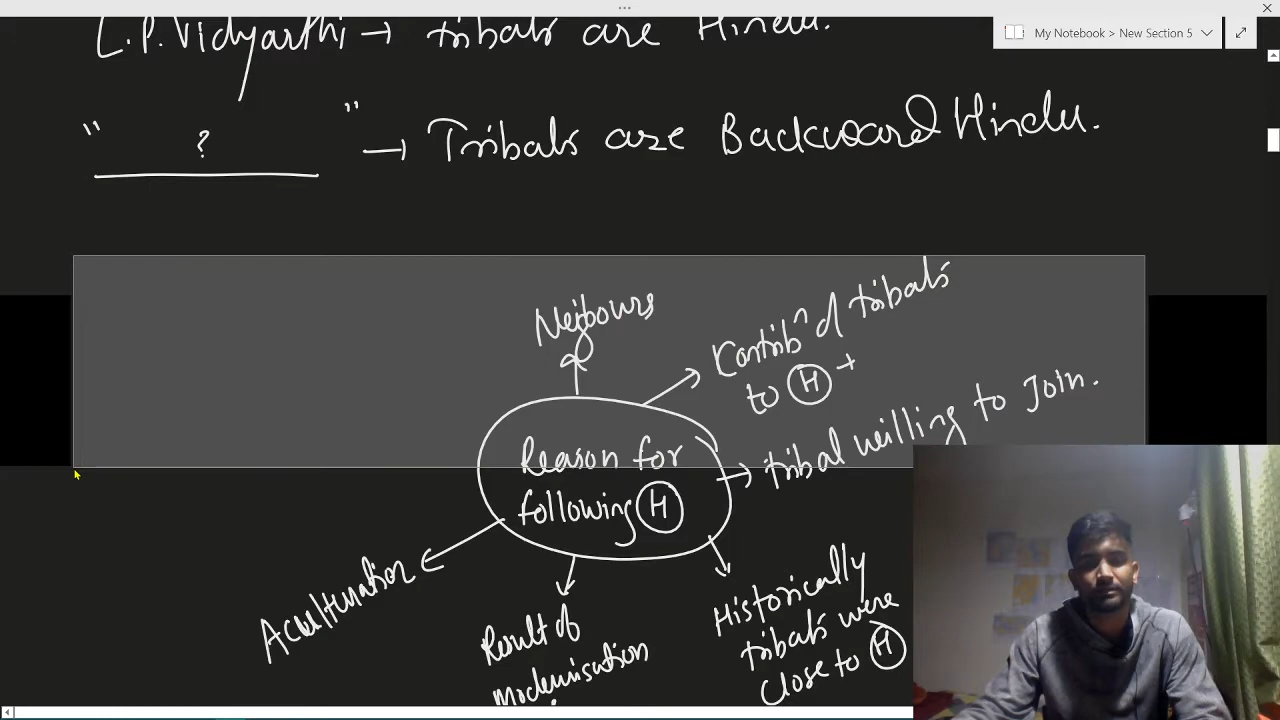 My Notebook > New Section 5
L.P. Vidyarthi → tribals are Hindu.
" ? " → Tribals are Backward Hindu.
Neibours
Contribⁿ of tribals
to Ⓗ +
Reason for
following Ⓗ
→ tribal willing to Join.
Acculturation
Result of
Modernisation
Historically
tribals were
close to Ⓗ